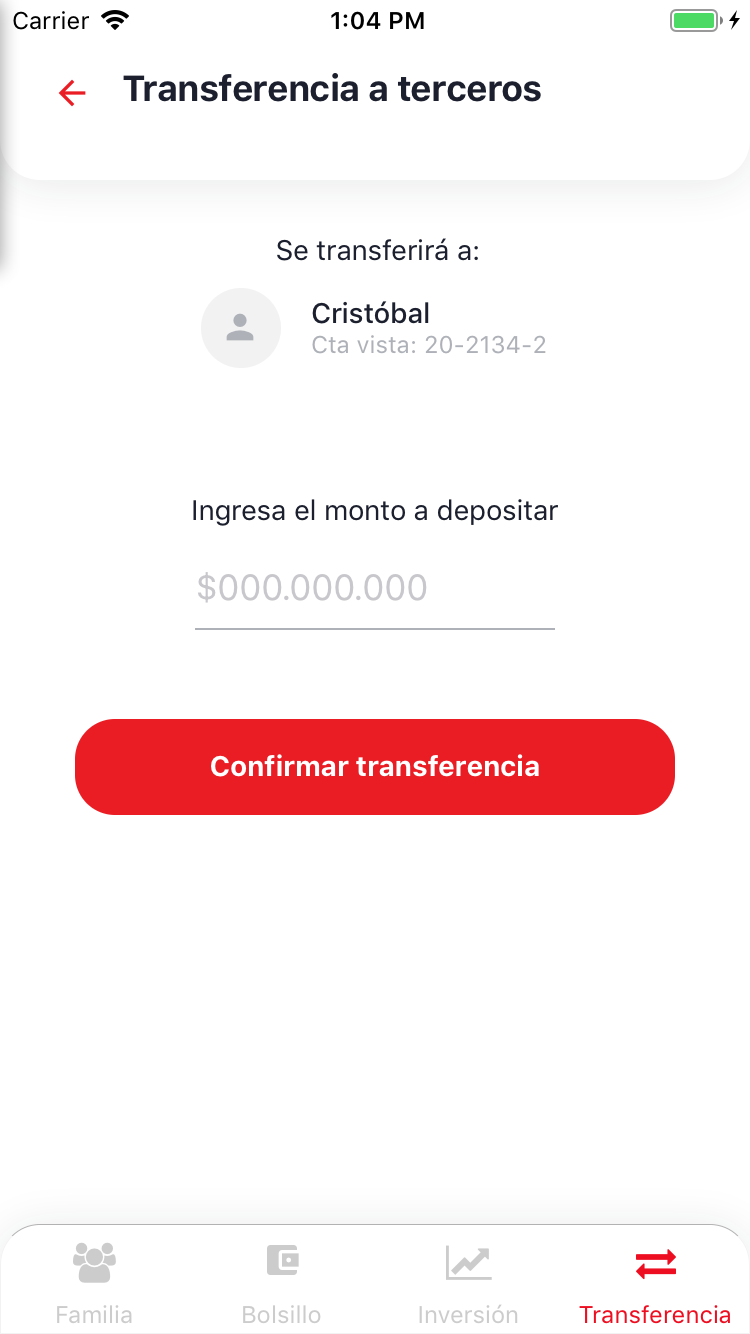 Carrier 1:04 PM
Transferencia a terceros
Se transferirá a:
Cristóbal
Cta vista: 20-2134-2
Ingresa el monto a depositar
$000.000.000
Confirmar transferencia
Familia Bolsillo Inversión Transferencia